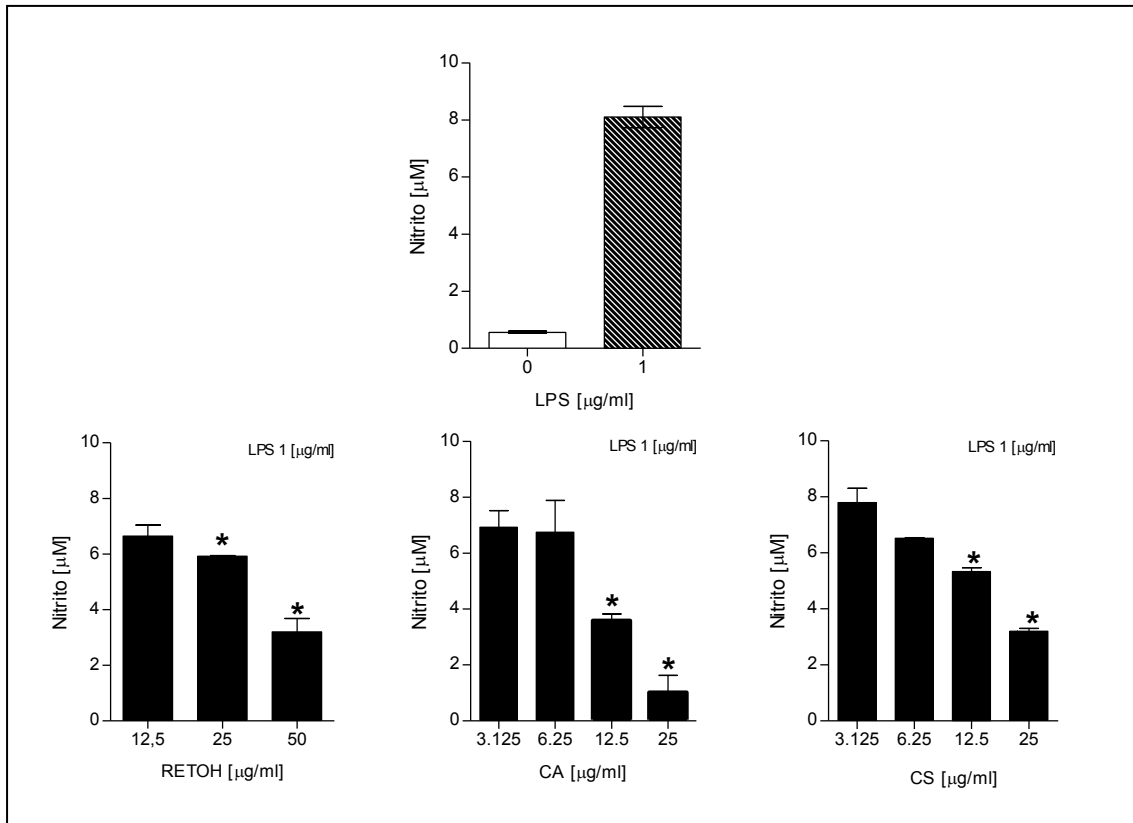 10
8
6
4
2
0
Nitrito [µM]
0 1
LPS [µg/ml]
10
8
6
4
2
0
Nitrito [µM]
LPS 1 [µg/ml]
*
*
12,5 25 50
RETOH [µg/ml]
10
8
6
4
2
0
Nitrito [µM]
LPS 1 [µg/ml]
*
*
3.125 6.25 12.5 25
CA [µg/ml]
10
8
6
4
2
0
Nitrito [µM]
LPS 1 [µg/ml]
*
*
3.125 6.25 12.5 25
CS [µg/ml]